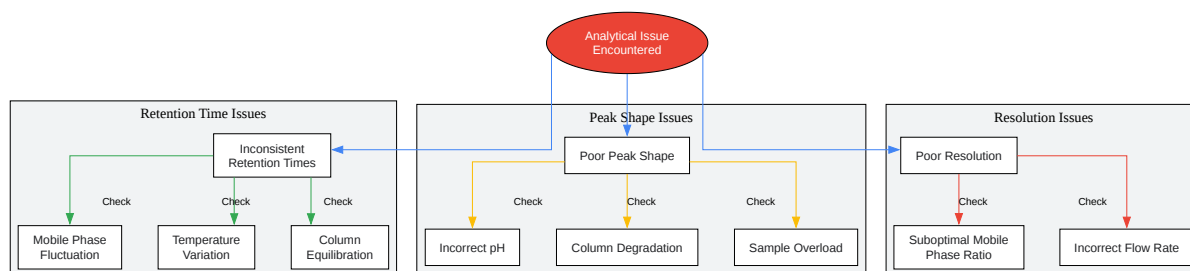 Analytical Issue
Encountered
Retention Time Issues
Peak Shape Issues
Resolution Issues
Inconsistent
Retention Times
Poor Peak Shape
Poor Resolution
Check
Check
Check
Check
Check
Check
Check
Check
Mobile Phase
Fluctuation
Temperature
Variation
Column
Equilibration
Incorrect pH
Column Degradation
Sample Overload
Suboptimal Mobile
Phase Ratio
Incorrect Flow Rate